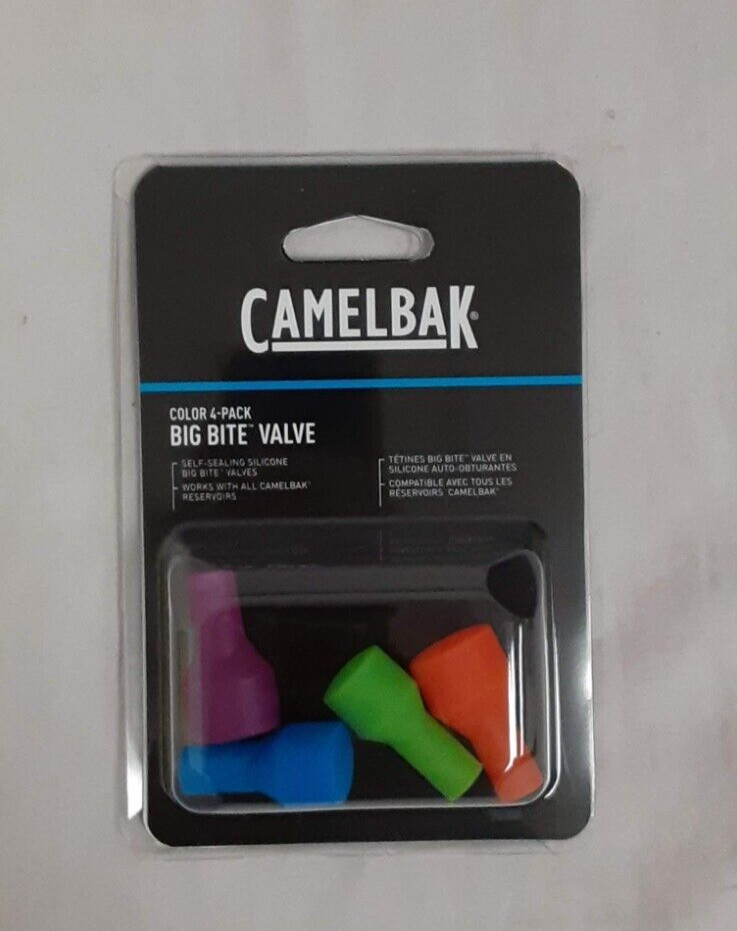 CAMELBAK®
COLOR 4-PACK
BIG BITE™ VALVE
SELF-SEALING SILICONE
BIG BITE™ VALVES
WORKS WITH ALL CAMELBAK®
RESERVOIRS
TÉTINES BIG BITE™ VALVE EN
SILICONE AUTO-OBTURANTES
COMPATIBLE AVEC TOUS LES
RÉSERVOIRS CAMELBAK®